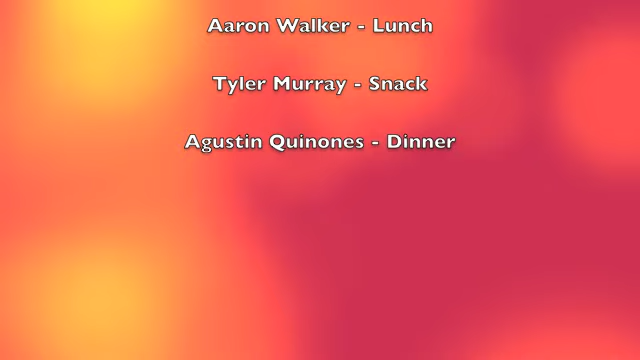 Aaron Walker - Lunch
Tyler Murray - Snack
Agustin Quinones - Dinner